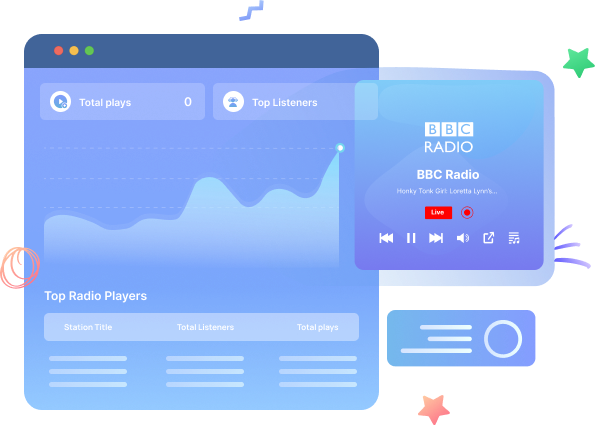 Total plays
0
Top Listeners
BBC
RADIO
BBC Radio
Honky Tonk Girl: Loretta Lynn's...
Live
Top Radio Players
Station Title
Total Listeners
Total plays